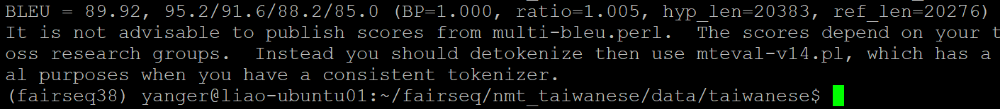 BLEU = 89.92, 95.2/91.6/88.2/85.0 (BP=1.000, ratio=1.005, hyp_len=20383, ref_len=20276)
It is not advisable to publish scores from multi-bleu.perl.  The scores depend on your t
oss research groups.  Instead you should detokenize then use mteval-v14.pl, which has a
al purposes when you have a consistent tokenizer.
(fairseq38) yanger@liao-ubuntu01:~/fairseq/nmt_taiwanese/data/taiwanese$